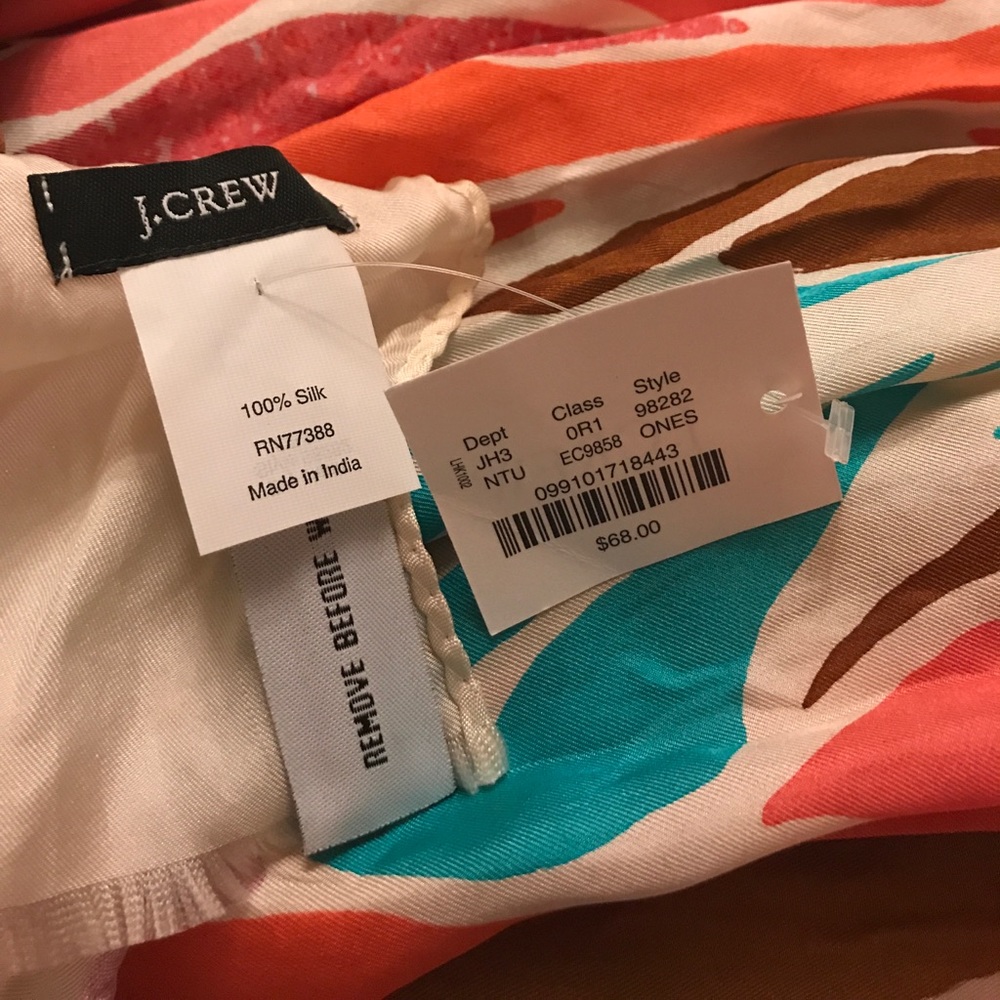 J.CREW
100% Silk
RN77388
Made in India
REMOVE BEFORE W
Dept Class Style
JH3 0R1 98282
NTU EC9858 ONES
LHK1002
099101718443
$68.00